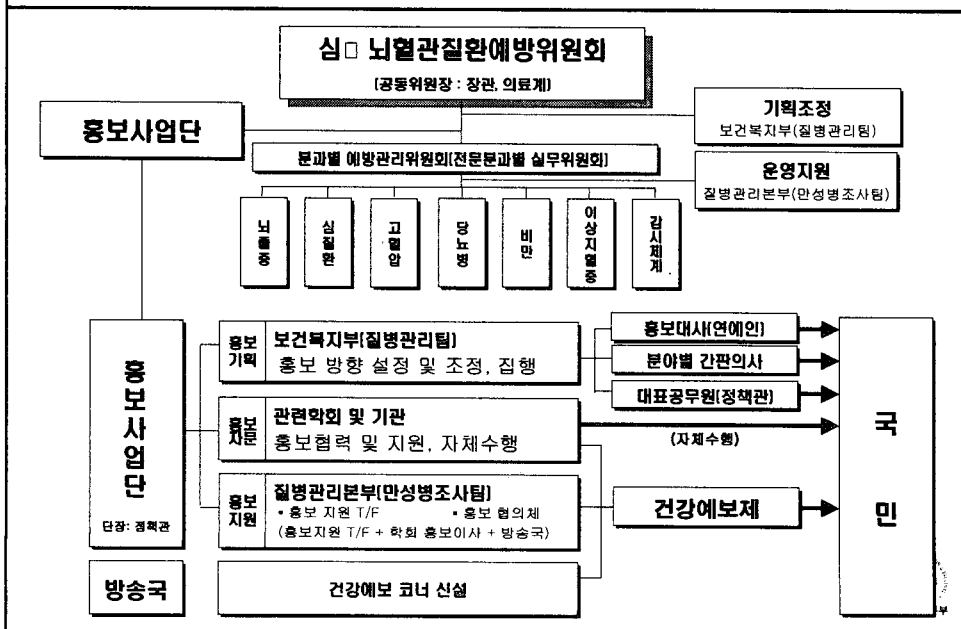 심□ 뇌혈관질환예방위원회
(공동위원장 : 장관, 의료계)
홍보사업단
기획조정
보건복지부(질병관리팀)
분과별 예방관리위원회(전문분과별 실무위원회)
운영지원
질병관리본부(만성병조사팀)
뇌졸중
심질환
고혈압
당뇨병
비만
이상지혈증
감시체계
홍보사업단
단장: 정책관
홍보
기획
보건복지부(질병관리팀)
홍보 방향 설정 및 조정, 집행
홍보대사(연예인)
분야별 간판의사
대표공무원(정책관)
홍보
자문
관련학회 및 기관
홍보협력 및 지원, 자체수행
(자체수행)
홍보
지원
질병관리본부(만성병조사팀)
• 홍보 지원 T/F • 홍보 협의체
(홍보지원 T/F + 학회 홍보이사 + 방송국)
건강예보제
국민
방송국
건강예보 코너 신설
부